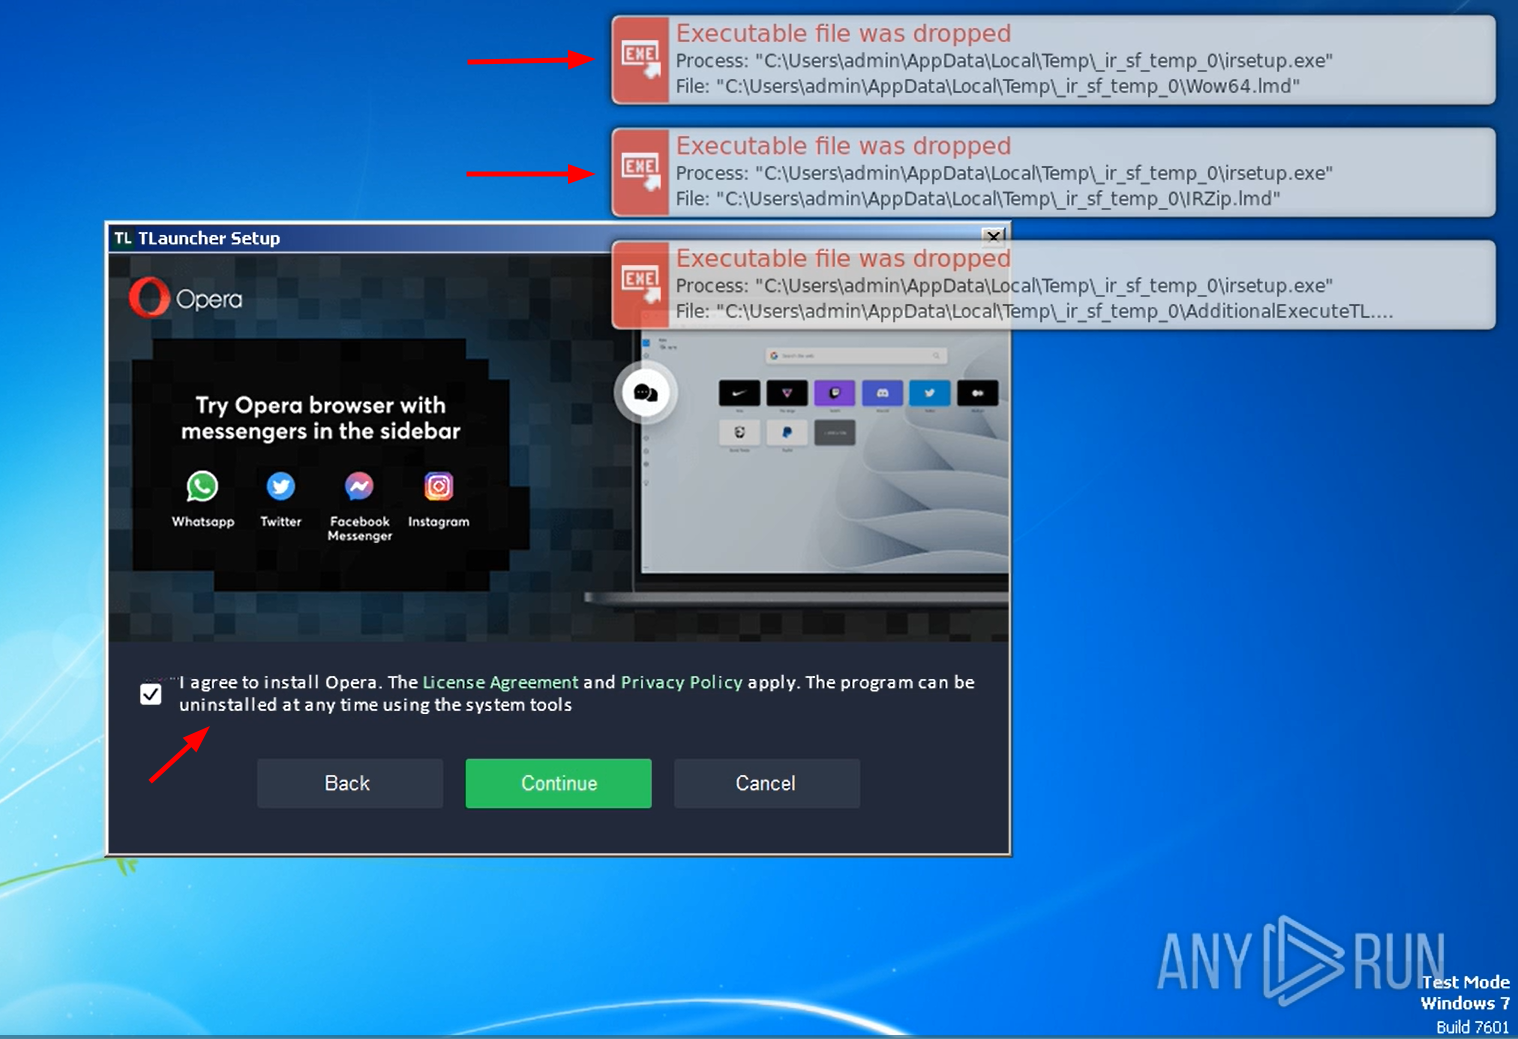 Executable file was dropped
Process: "C:\Users\admin\AppData\Local\Temp\_ir_sf_temp_0\irsetup.exe"
File: "C:\Users\admin\AppData\Local\Temp\_ir_sf_temp_0\Wow64.lmd"
Executable file was dropped
Process: "C:\Users\admin\AppData\Local\Temp\_ir_sf_temp_0\irsetup.exe"
File: "C:\Users\admin\AppData\Local\Temp\_ir_sf_temp_0\IRZip.lmd"
Executable file was dropped
Process: "C:\Users\admin\AppData\Local\Temp\_ir_sf_temp_0\irsetup.exe"
File: "C:\Users\admin\AppData\Local\Temp\_ir_sf_temp_0\AdditionalExecuteTL....
EXE
EXE
EXE
TL TLauncher Setup
Opera
Try Opera browser with
messengers in the sidebar
Whatsapp Twitter Facebook Messenger Instagram
Search the web
I agree to install Opera. The License Agreement and Privacy Policy apply. The program can be
uninstalled at any time using the system tools
Back Continue Cancel
ANY RUN
Test Mode
Windows 7
Build 7601